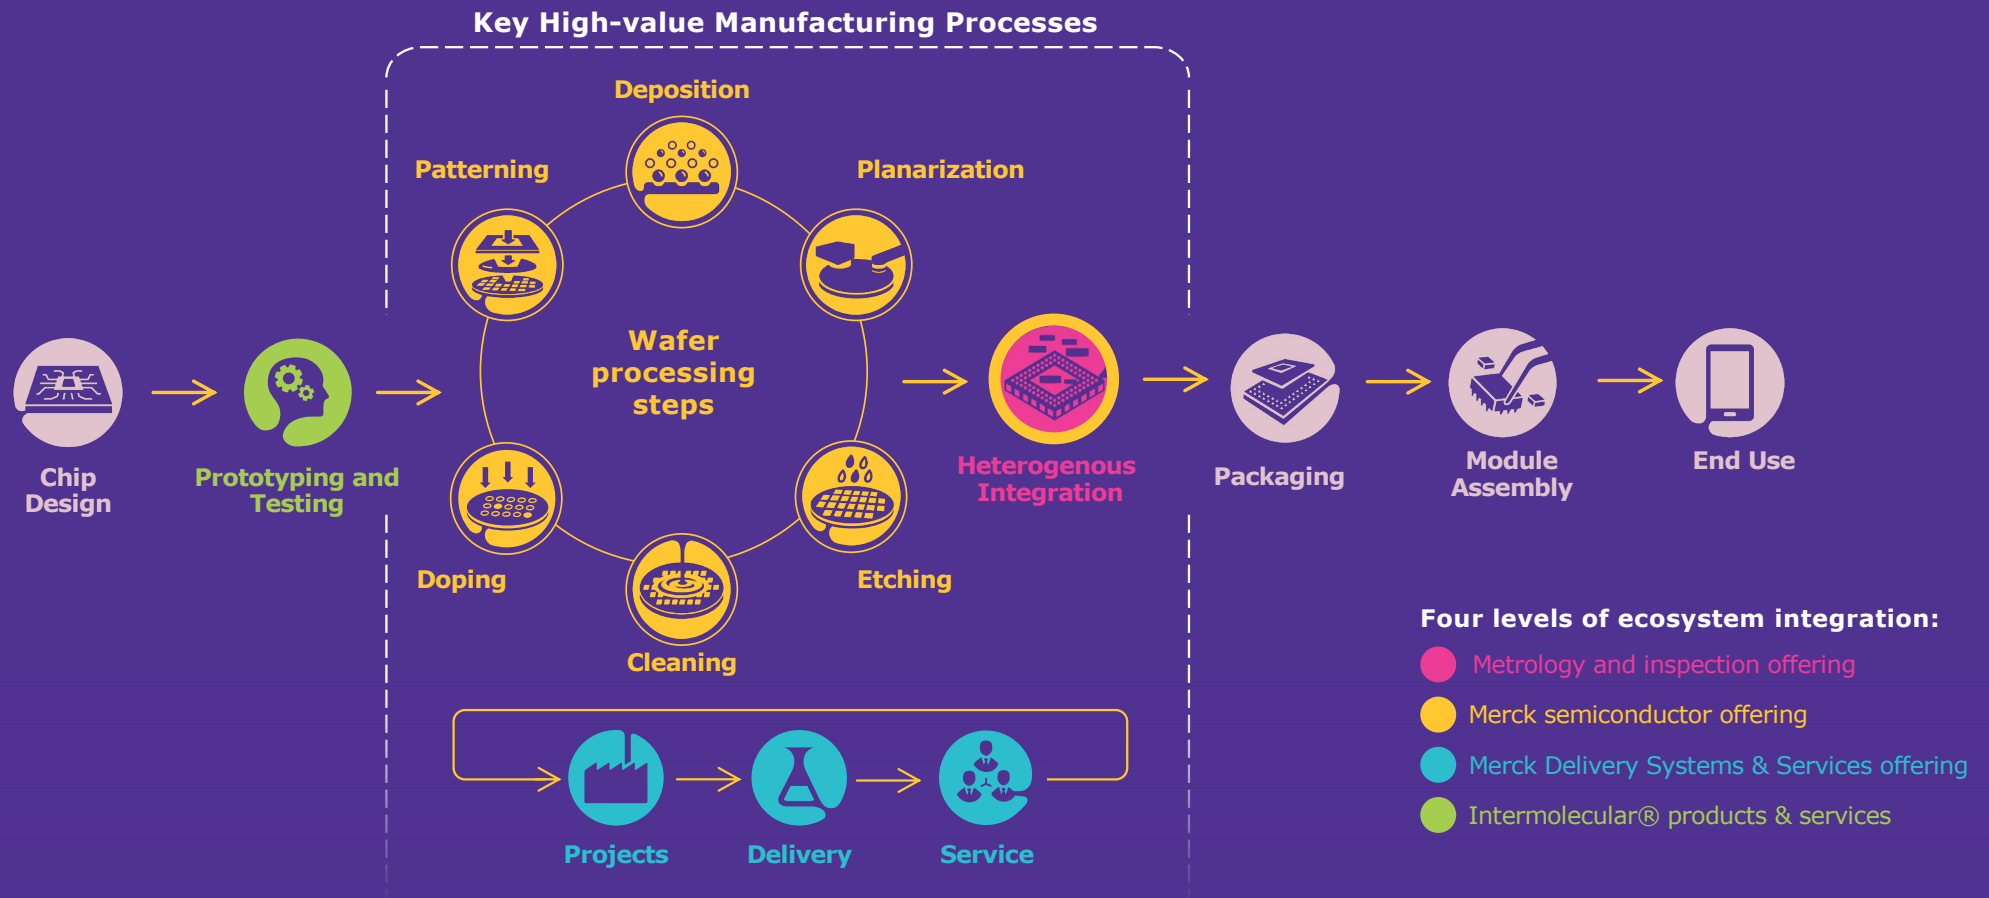 Key High-value Manufacturing Processes
Deposition
Patterning
Planarization
Wafer
processing
steps
Chip
Design
Prototyping and
Testing
Heterogenous
Integration
Packaging
Module
Assembly
End Use
Doping
Etching
Cleaning
Projects
Delivery
Service
Four levels of ecosystem integration:
Metrology and inspection offering
Merck semiconductor offering
Merck Delivery Systems & Services offering
Intermolecular® products & services